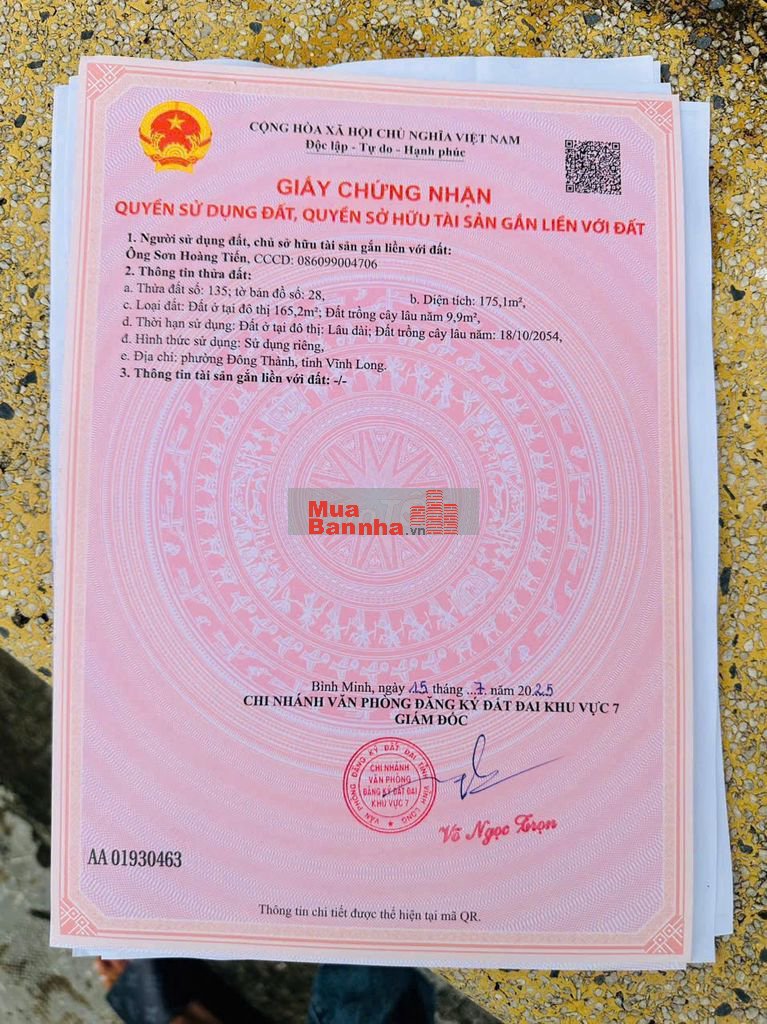 CỘNG HÒA XÃ HỘI CHỦ NGHĨA VIỆT NAM
Độc lập - Tự do - Hạnh phúc
GIẤY CHỨNG NHẬN
QUYỀN SỬ DỤNG ĐẤT, QUYỀN SỞ HỮU TÀI SẢN GẮN LIỀN VỚI ĐẤT
1. Người sử dụng đất, chủ sở hữu tài sản gắn liền với đất:
Ông Sơn Hoàng Tiến, CCCD: 086099004706
2. Thông tin thửa đất:
a. Thửa đất số: 135; tờ bản đồ số: 28, b. Diện tích: 175,1m²,
c. Loại đất: Đất ở tại đô thị 165,2m²; Đất trồng cây lâu năm 9,9m²,
d. Thời hạn sử dụng: Đất ở tại đô thị: Lâu dài; Đất trồng cây lâu năm: 18/10/2054,
đ. Hình thức sử dụng: Sử dụng riêng,
e. Địa chỉ: phường Đông Thành, tỉnh Vĩnh Long.
3. Thông tin tài sản gắn liền với đất: -/-
Mua
Bannha.vn
Bình Minh, ngày 15 tháng ..7. năm 2025
CHI NHÁNH VĂN PHÒNG ĐĂNG KÝ ĐẤT ĐAI KHU VỰC 7
GIÁM ĐỐC
VĂN PHÒNG ĐĂNG KÝ ĐẤT ĐAI TỈNH VĨNH LONG
CHI NHÁNH
VĂN PHÒNG
ĐĂNG KÝ ĐẤT ĐAI
KHU VỰC 7
Võ Ngọc Trọn
AA 01930463
Thông tin chi tiết được thể hiện tại mã QR.